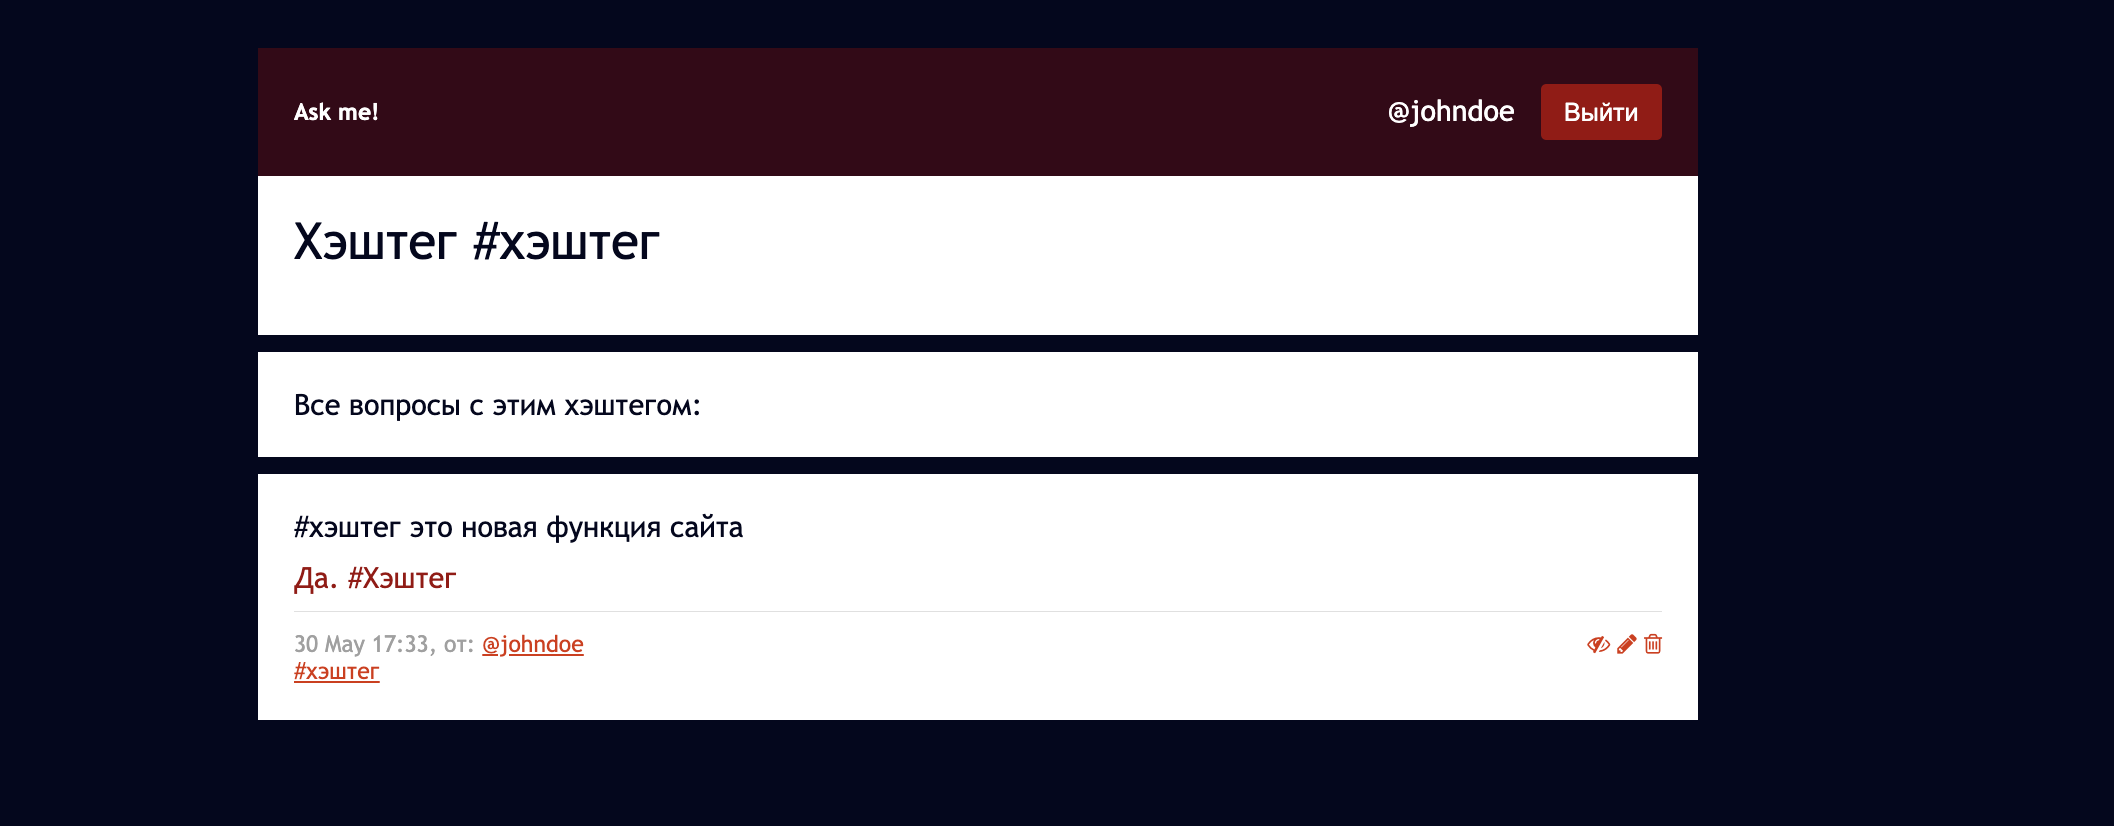 Ask me!
@johndoe
Выйти
Хэштег #хэштег
Все вопросы с этим хэштегом:
#хэштег это новая функция сайта
Да. #Хэштег
30 May 17:33, от: @johndoe
#хэштег